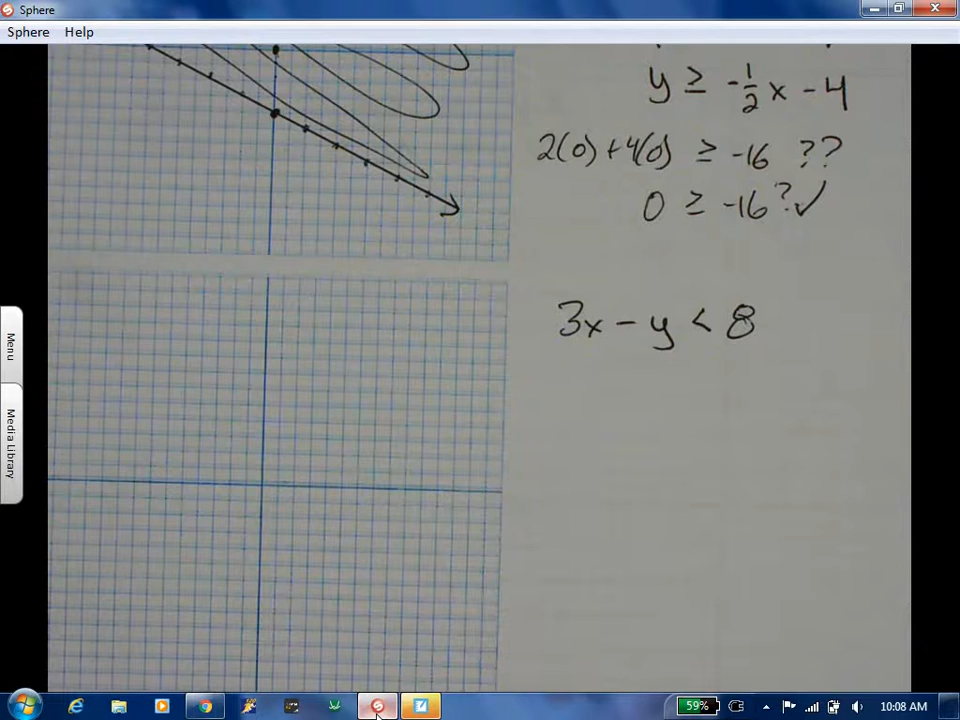 Sphere
Sphere Help
y ≥ -1/2 x - 4
2(0) + 4(0) ≥ -16 ??
0 ≥ -16 ? ✓
3x - y < 8
Menu
Media Library
59%
10:08 AM